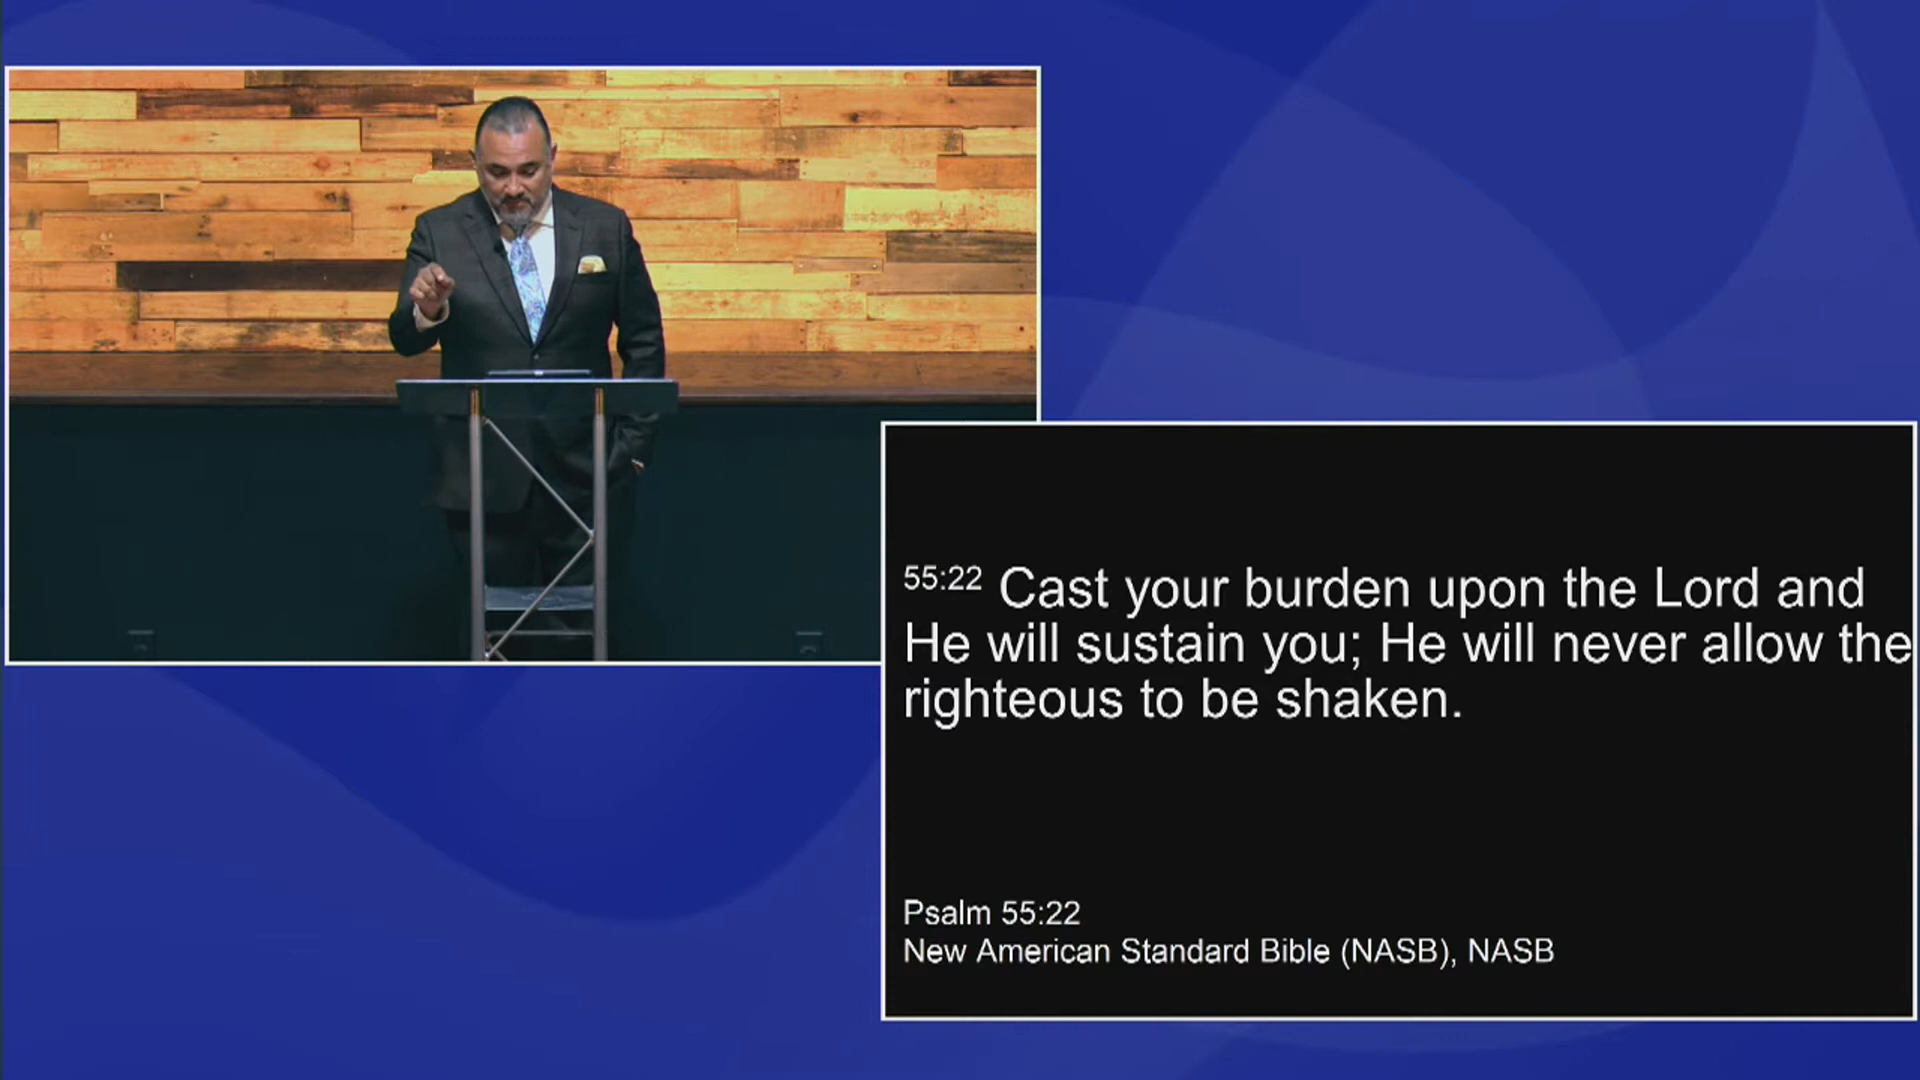 55:22 Cast your burden upon the Lord and
He will sustain you; He will never allow the
righteous to be shaken.
Psalm 55:22
New American Standard Bible (NASB), NASB